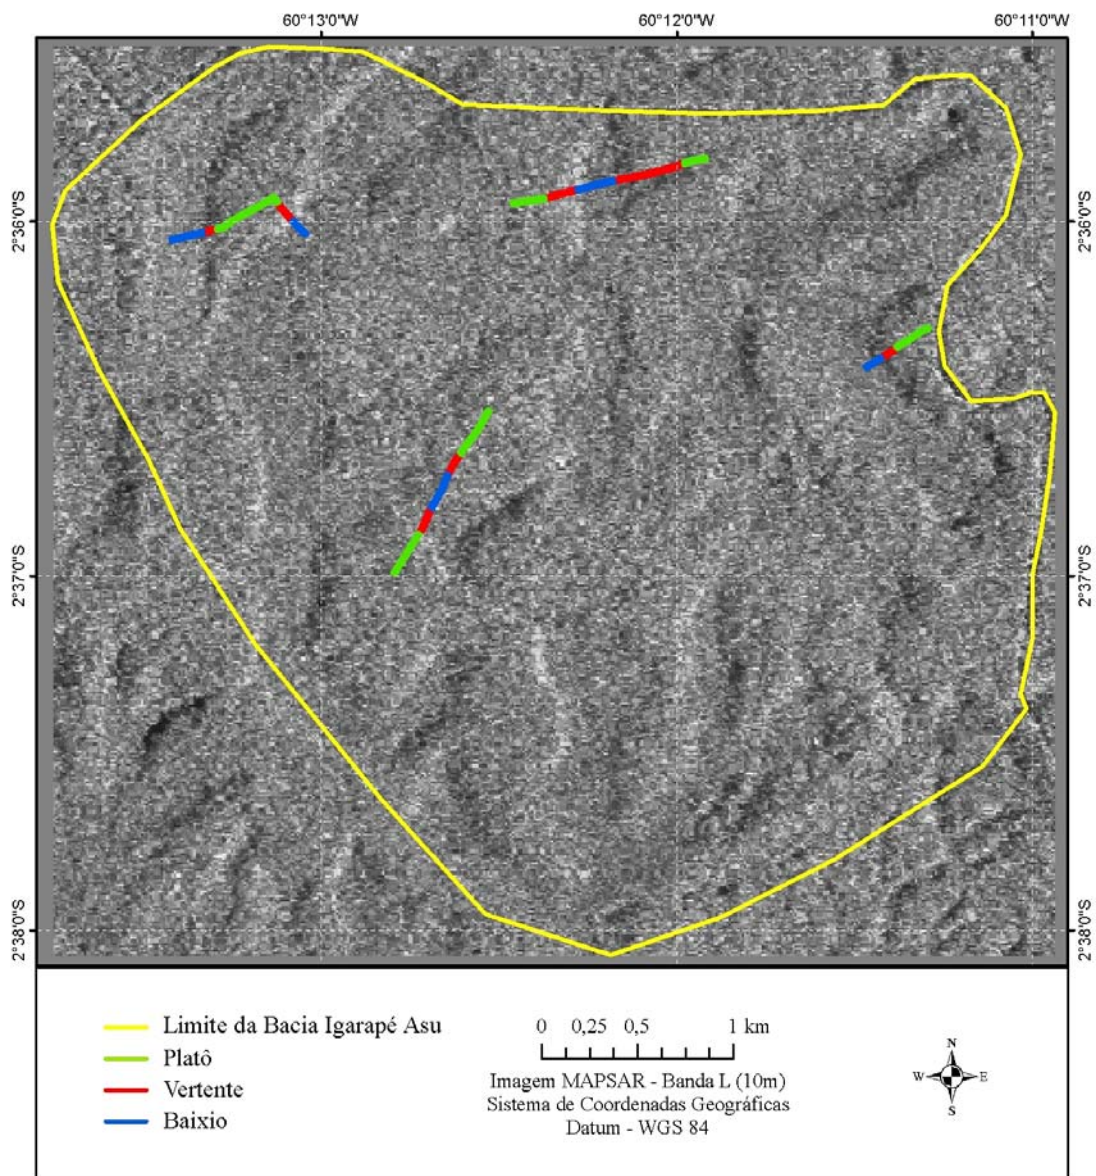 60°13'0"W 60°12'0"W 60°11'0"W
2°36'0"S 2°36'0"S
2°37'0"S 2°37'0"S
2°38'0"S 2°38'0"S
Limite da Bacia Igarapé Asu
Platô
Vertente
Baixio
0 0,25 0,5 1 km
Imagem MAPSAR - Banda L (10m)
Sistema de Coordenadas Geográficas
Datum - WGS 84
N
W E
S